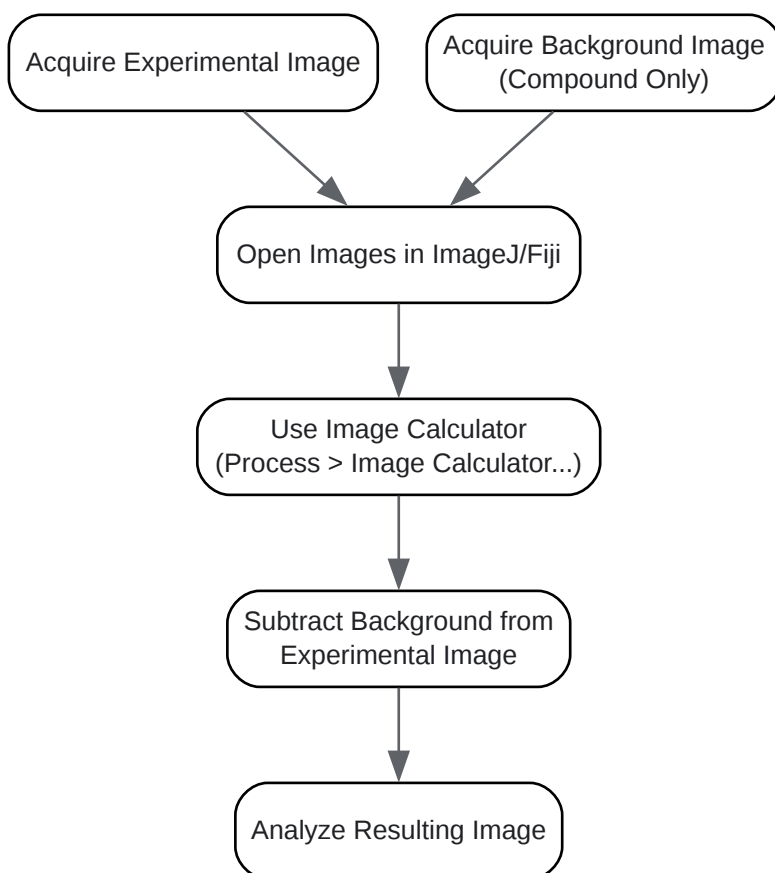 Acquire Experimental Image
Acquire Background Image
(Compound Only)
Open Images in ImageJ/Fiji
Use Image Calculator
(Process > Image Calculator...)
Subtract Background from
Experimental Image
Analyze Resulting Image